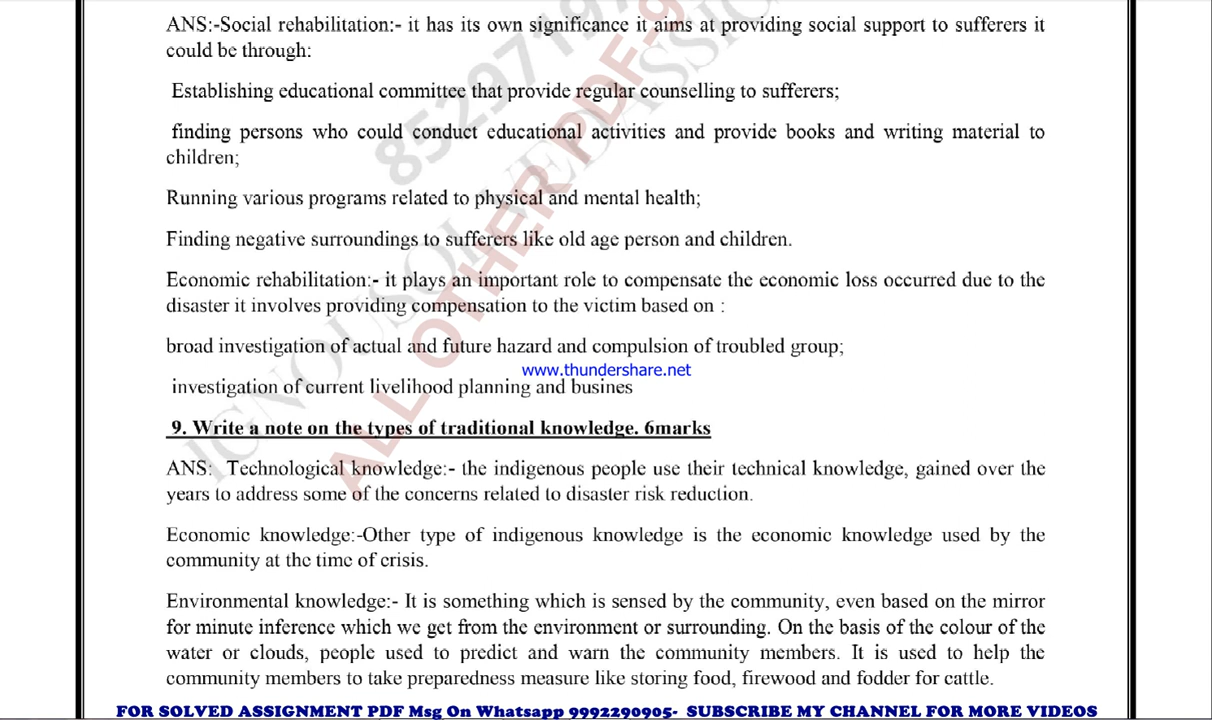 ANS:-Social rehabilitation:- it has its own significance it aims at providing social support to sufferers it
could be through:
Establishing educational committee that provide regular counselling to sufferers;
finding persons who could conduct educational activities and provide books and writing material to
children;
Running various programs related to physical and mental health;
Finding negative surroundings to sufferers like old age person and children.
Economic rehabilitation:- it plays an important role to compensate the economic loss occurred due to the
disaster it involves providing compensation to the victim based on :
broad investigation of actual and future hazard and compulsion of troubled group;
www.thundershare.net
investigation of current livelihood planning and busines
9. Write a note on the types of traditional knowledge. 6marks
ANS: Technological knowledge:- the indigenous people use their technical knowledge, gained over the
years to address some of the concerns related to disaster risk reduction.
Economic knowledge:-Other type of indigenous knowledge is the economic knowledge used by the
community at the time of crisis.
Environmental knowledge:- It is something which is sensed by the community, even based on the mirror
for minute inference which we get from the environment or surrounding. On the basis of the colour of the
water or clouds, people used to predict and warn the community members. It is used to help the
community members to take preparedness measure like storing food, firewood and fodder for cattle.
FOR SOLVED ASSIGNMENT PDF Msg On Whatsapp 9992290905- SUBSCRIBE MY CHANNEL FOR MORE VIDEOS
ALL OTHER PDF-9